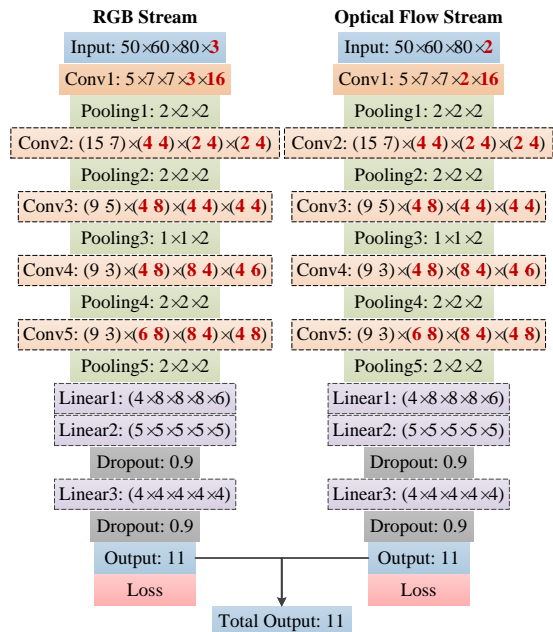 RGB Stream
Input: 50×60×80×3
Conv1: 5×7×7×3×16
Pooling1: 2×2×2
Conv2: (15 7)×(4 4)×(2 4)×(2 4)
Pooling2: 2×2×2
Conv3: (9 5)×(4 8)×(4 4)×(4 4)
Pooling3: 1×1×2
Conv4: (9 3)×(4 8)×(8 4)×(4 6)
Pooling4: 2×2×2
Conv5: (9 3)×(6 8)×(8 4)×(4 8)
Pooling5: 2×2×2
Linear1: (4×8×8×8×6)
Linear2: (5×5×5×5×5)
Dropout: 0.9
Linear3: (4×4×4×4×4)
Dropout: 0.9
Output: 11
Loss
Optical Flow Stream
Input: 50×60×80×2
Conv1: 5×7×7×2×16
Pooling1: 2×2×2
Conv2: (15 7)×(4 4)×(2 4)×(2 4)
Pooling2: 2×2×2
Conv3: (9 5)×(4 8)×(4 4)×(4 4)
Pooling3: 1×1×2
Conv4: (9 3)×(4 8)×(8 4)×(4 6)
Pooling4: 2×2×2
Conv5: (9 3)×(6 8)×(8 4)×(4 8)
Pooling5: 2×2×2
Linear1: (4×8×8×8×6)
Linear2: (5×5×5×5×5)
Dropout: 0.9
Linear3: (4×4×4×4×4)
Dropout: 0.9
Output: 11
Loss
Total Output: 11